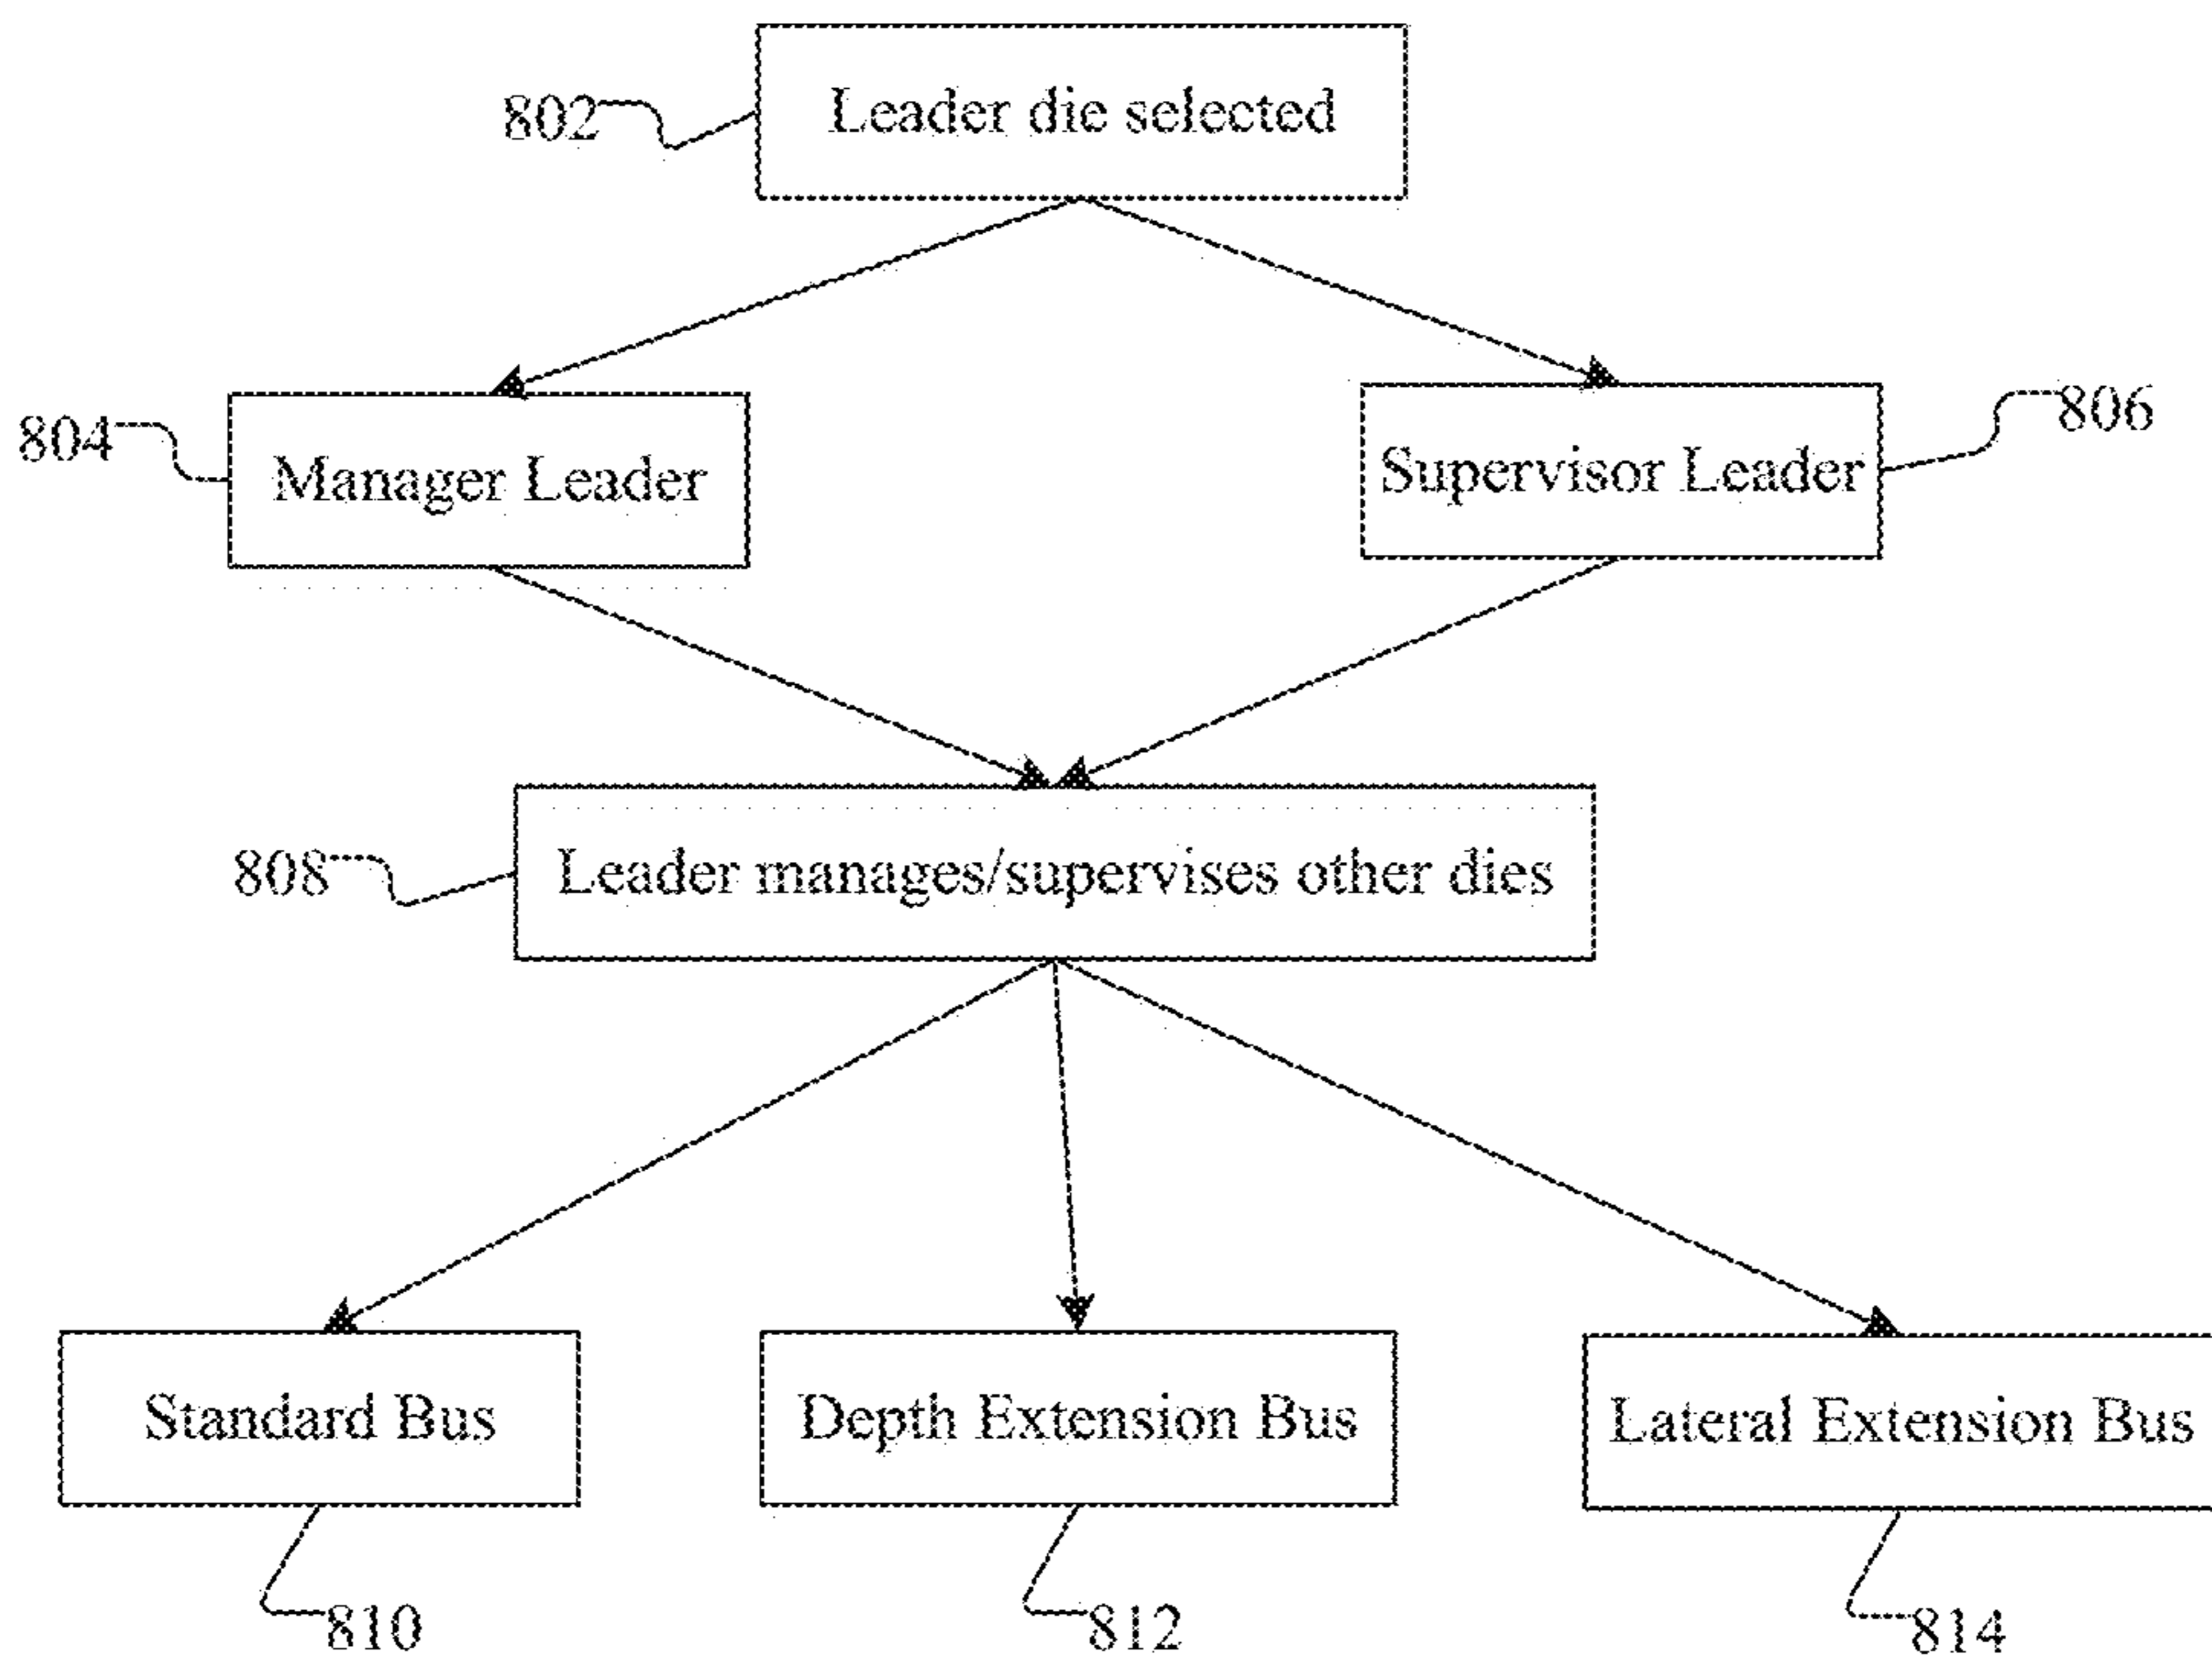 Leader die selected
802
804
Manager Leader
Supervisor Leader
806
808
Leader manages/supervises other dies
Standard Bus
Depth Extension Bus
Lateral Extension Bus
810
812
814